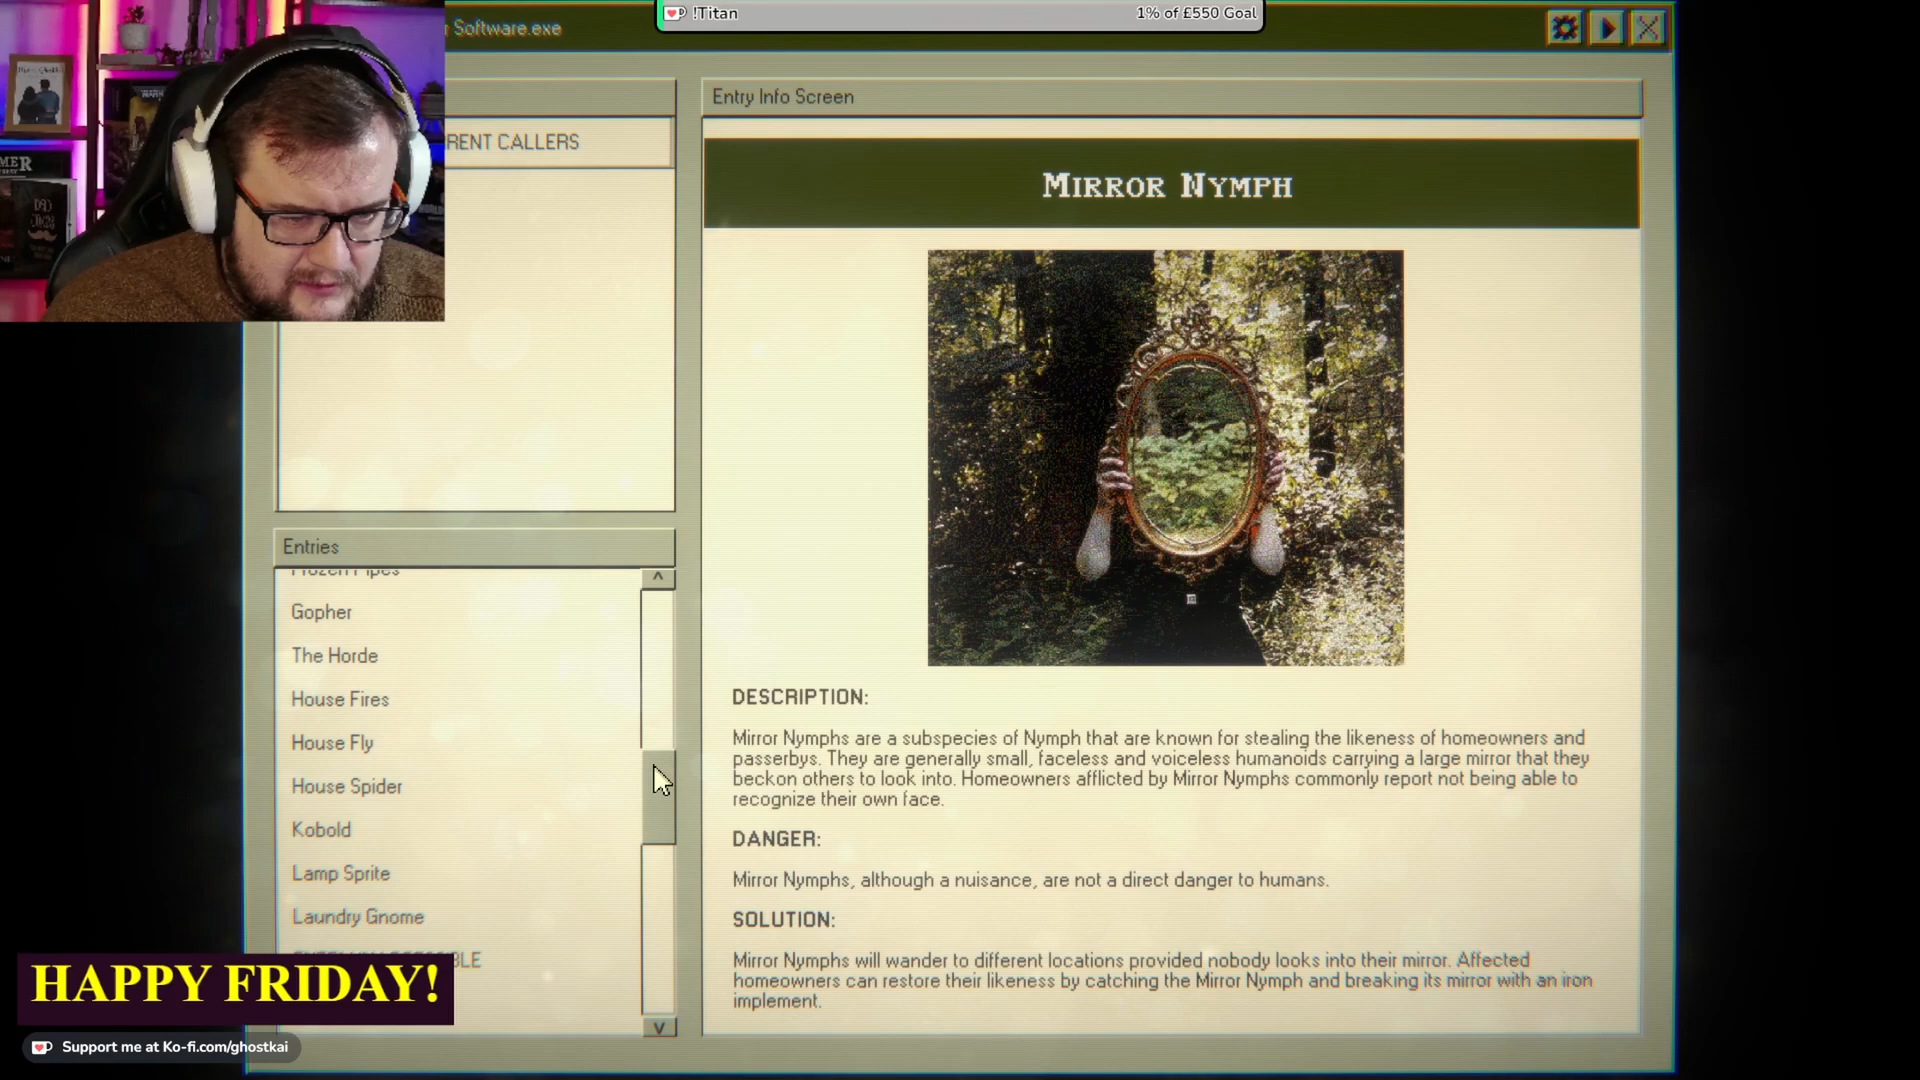 Software.exe
!Titan
1% of £550 Goal
RENT CALLERS
Entry Info Screen
MIRROR NYMPH
Entries
Frozen Pipes
Gopher
The Horde
House Fires
House Fly
House Spider
Kobold
Lamp Sprite
Laundry Gnome
DESCRIPTION:
Mirror Nymphs are a subspecies of Nymph that are known for stealing the likeness of homeowners and
passerbys. They are generally small, faceless and voiceless humanoids carrying a large mirror that they
beckon others to look into. Homeowners afflicted by Mirror Nymphs commonly report not being able to
recognize their own face.
DANGER:
Mirror Nymphs, although a nuisance, are not a direct danger to humans.
SOLUTION:
Mirror Nymphs will wander to different locations provided nobody looks into their mirror. Affected
homeowners can restore their likeness by catching the Mirror Nymph and breaking its mirror with an iron
implement.
HAPPY FRIDAY!
Support me at Ko-fi.com/ghostkai